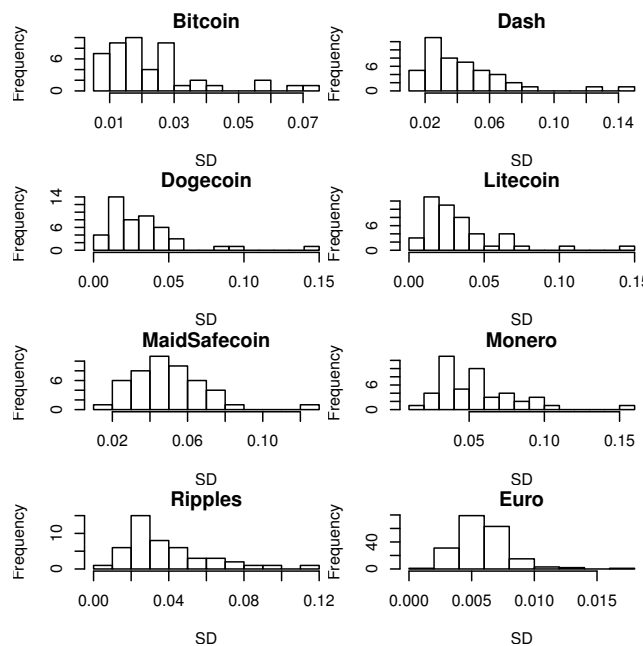 Bitcoin
Frequency
6
0
0.01 0.03 0.05 0.07
SD
Dash
Frequency
6
0
0.02 0.06 0.10 0.14
SD
Dogecoin
Frequency
14
6
0
0.00 0.05 0.10 0.15
SD
Litecoin
Frequency
6
0
0.00 0.05 0.10 0.15
SD
MaidSafecoin
Frequency
6
0
0.02 0.06 0.10
SD
Monero
Frequency
6
0
0.05 0.10 0.15
SD
Ripples
Frequency
10
0
0.00 0.04 0.08 0.12
SD
Euro
Frequency
40
0
0.000 0.005 0.010 0.015
SD